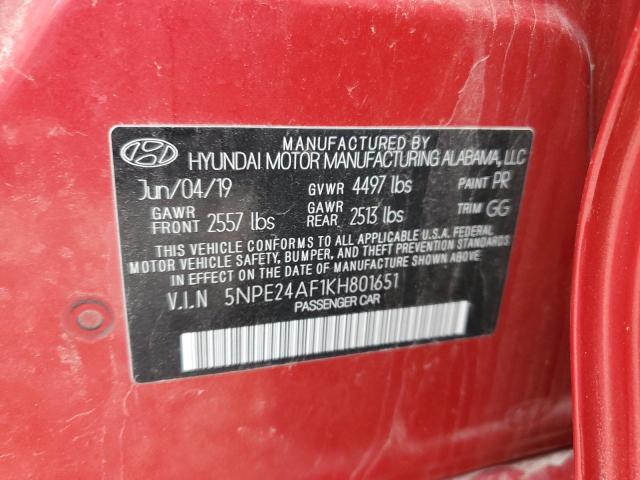 MANUFACTURED BY
HYUNDAI MOTOR MANUFACTURING ALABAMA, LLC
Jun/04/19 GVWR 4497 lbs PAINT PR
GAWR FRONT 2557 lbs GAWR REAR 2513 lbs TRIM GG
THIS VEHICLE CONFORMS TO ALL APPLICABLE U.S.A. FEDERAL
MOTOR VEHICLE SAFETY, BUMPER, AND THEFT PREVENTION STANDARDS
IN EFFECT ON THE DATE OF MANUFACTURE SHOWN ABOVE.
V.I.N 5NPE24AF1KH801651
PASSENGER CAR